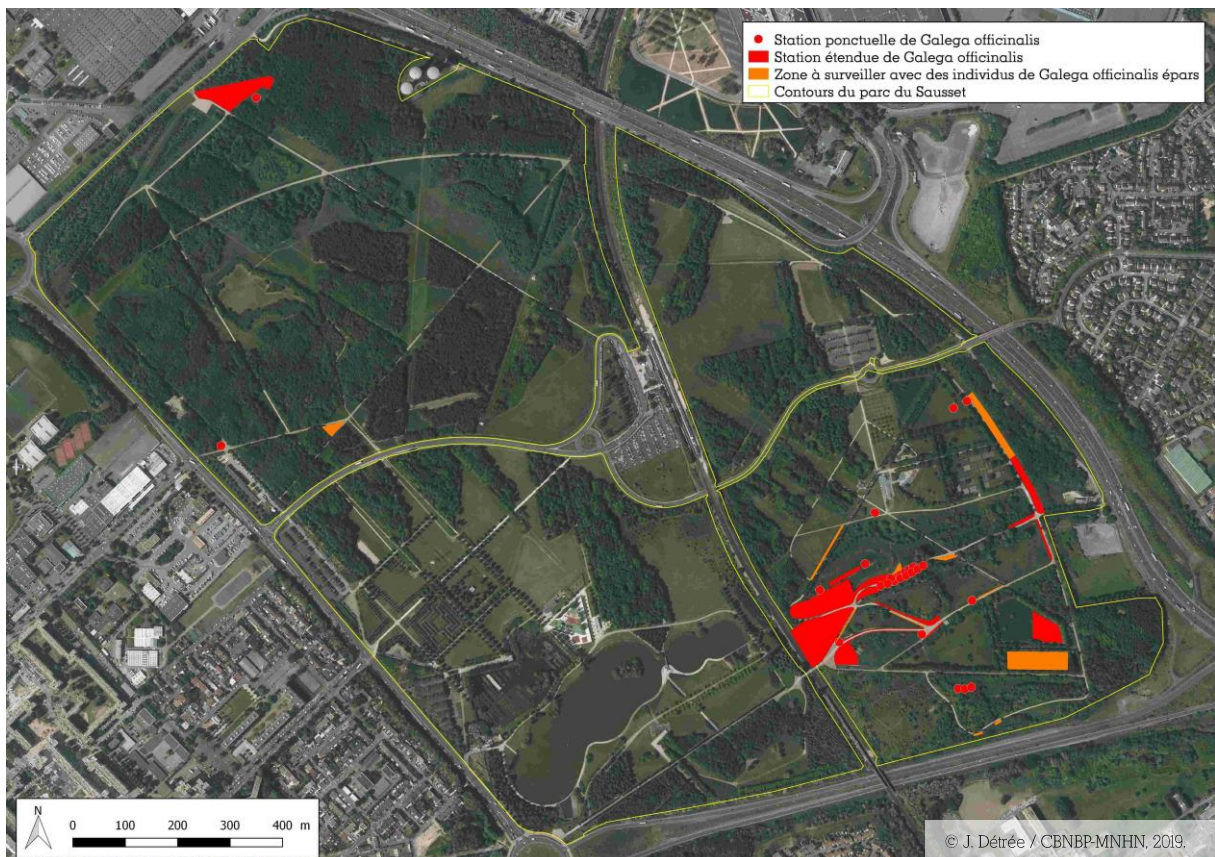 Station ponctuelle de Galega officinalis
Station étendue de Galega officinalis
Zone à surveiller avec des individus de Galega officinalis épars
Contours du parc du Sausset
N
0 100 200 300 400 m
© J. Détrée / CBNBP-MNHN, 2019.